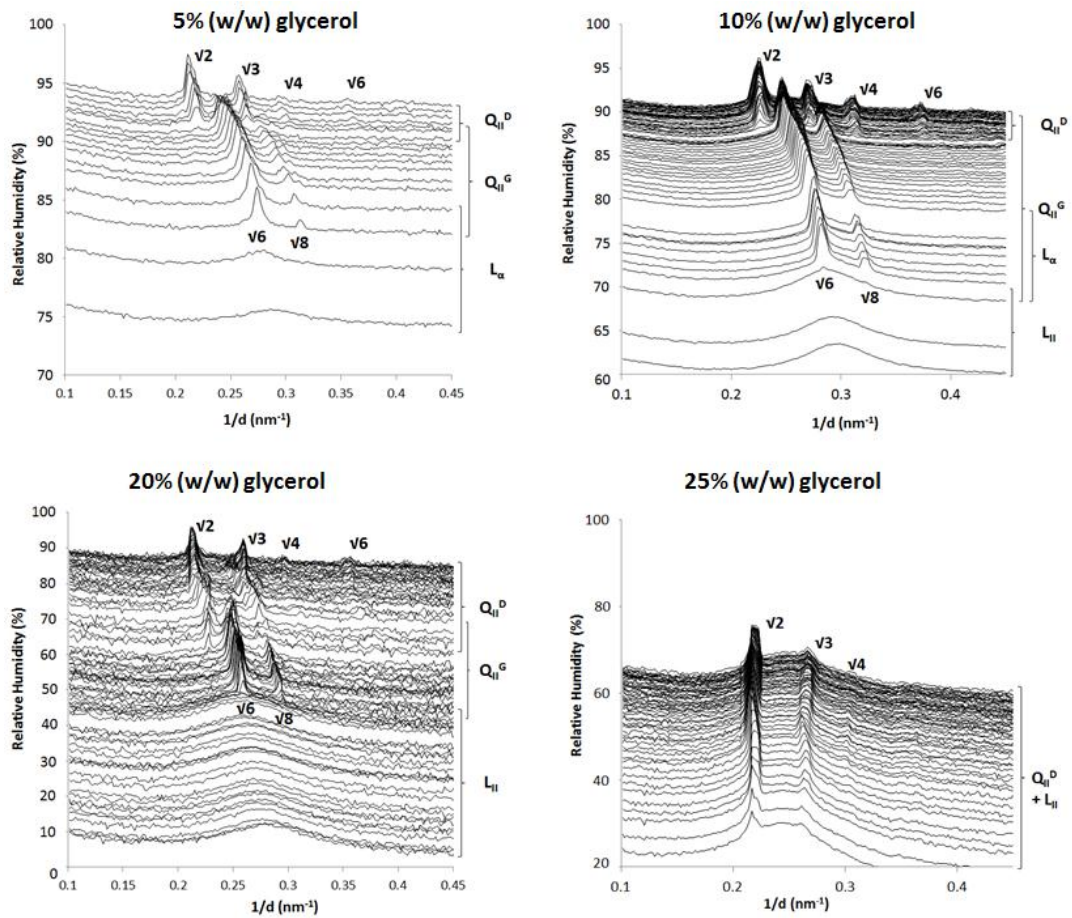 5% (w/w) glycerol
100
95
90
85
80
75
70
Relative Humidity (%)
√2
√3
√4
√6
√6
√8
Q_II^D
Q_II^G
L_α
0.1 0.15 0.2 0.25 0.3 0.35 0.4 0.45
1/d (nm⁻¹)
10% (w/w) glycerol
100
95
90
85
80
75
70
65
60
Relative Humidity (%)
√2
√3
√4
√6
√6
√8
Q_II^D
Q_II^G
L_α
L_II
0.1 0.2 0.3 0.4
1/d (nm⁻¹)
20% (w/w) glycerol
100
90
80
70
60
50
40
30
20
10
0
Relative Humidity (%)
√2
√3
√4
√6
√6
√8
Q_II^D
Q_II^G
L_II
0.1 0.15 0.2 0.25 0.3 0.35 0.4 0.45
1/d (nm⁻¹)
25% (w/w) glycerol
100
80
60
40
20
Relative Humidity (%)
√2
√3
√4
Q_II^D
+ L_II
0.1 0.2 0.3 0.4
1/d (nm⁻¹)